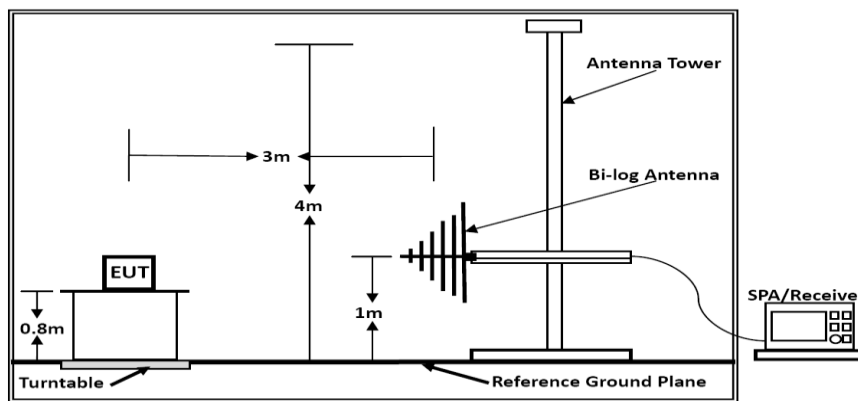 Antenna Tower
3m
Bi-log Antenna
4m
EUT
SPA/Receive
0.8m
1m
Turntable
Reference Ground Plane